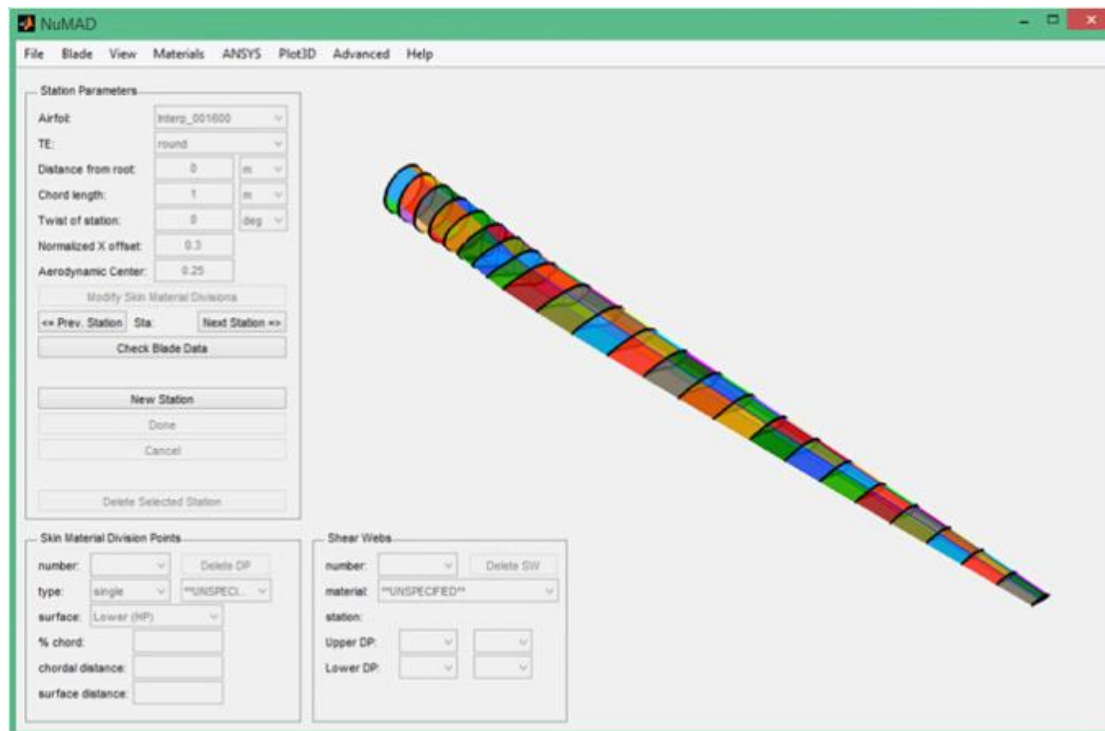 NuMAD
File Blade View Materials ANSYS Plot3D Advanced Help
Station Parameters
Airfoil: Interp_001600
TE: round
Distance from root: 0 m
Chord length: 1 m
Twist of station: 0 deg
Normalized X offset: 0.3
Aerodynamic Center: 0.25
Modify Skin Material Divisions
<= Prev. Station Sta: Next Station =>
Check Blade Data
New Station
Done
Cancel
Delete Selected Station
Skin Material Division Points
number: Delete DP
type: single **UNSPECI...
surface: Lower (HP)
% chord:
chordal distance:
surface distance:
Shear Webs
number: Delete SW
material: **UNSPECIFIED**
station:
Upper DP:
Lower DP: